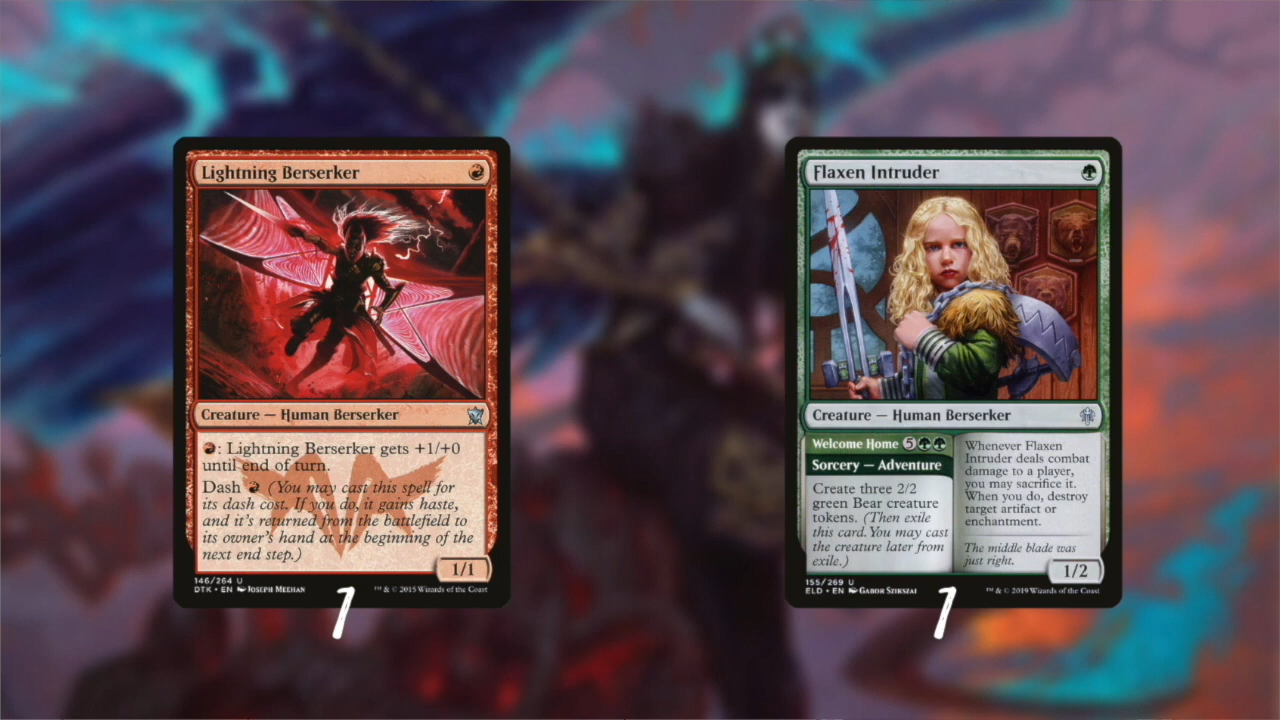 Lightning Berserker
Creature — Human Berserker
: Lightning Berserker gets +1/+0
until end of turn.
Dash (You may cast this spell for
its dash cost. If you do, it gains haste,
and it's returned from the battlefield to
its owner's hand at the beginning of the
next end step.)
1/1
146/264 U
DTK • EN JOSEPH MEEHAN
™ & © 2015 Wizards of the Coast
1
Flaxen Intruder
Creature — Human Berserker
Welcome Home 5
Sorcery — Adventure
Create three 2/2
green Bear creature
tokens. (Then exile
this card. You may cast
the creature later from
exile.)
Whenever Flaxen
Intruder deals combat
damage to a player,
you may sacrifice it.
When you do, destroy
target artifact or
enchantment.
The middle blade was
just right.
1/2
155/269 U
ELD • EN GABOR SZIKSZAI
™ & © 2019 Wizards of the Coast
1